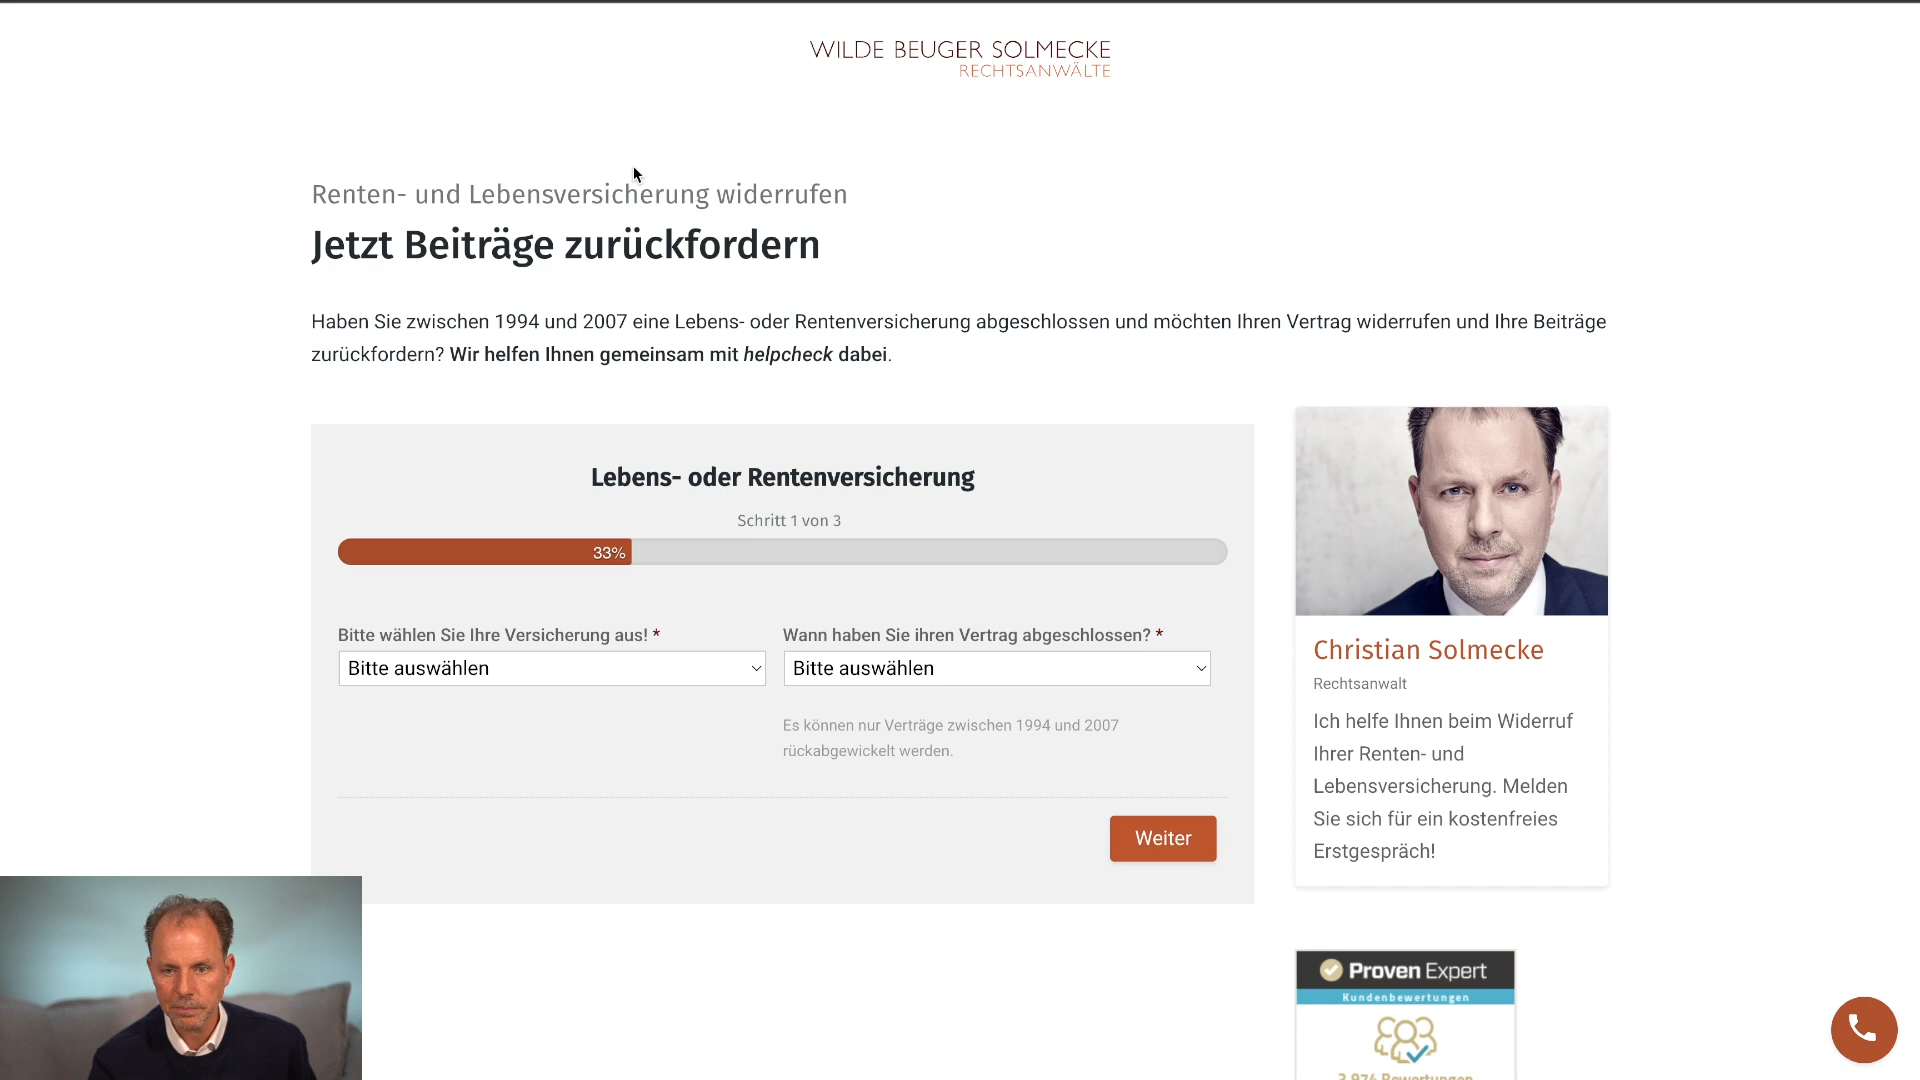 WILDE BEUGER SOLMECKE
RECHTSANWÄLTE
Renten- und Lebensversicherung widerrufen
Jetzt Beiträge zurückfordern
Haben Sie zwischen 1994 und 2007 eine Lebens- oder Rentenversicherung abgeschlossen und möchten Ihren Vertrag widerrufen und Ihre Beiträge
zurückfordern? Wir helfen Ihnen gemeinsam mit helpcheck dabei.
Lebens- oder Rentenversicherung
Schritt 1 von 3
33%
Bitte wählen Sie Ihre Versicherung aus! *
Bitte auswählen
Wann haben Sie ihren Vertrag abgeschlossen? *
Bitte auswählen
Es können nur Verträge zwischen 1994 und 2007
rückabgewickelt werden.
Weiter
Christian Solmecke
Rechtsanwalt
Ich helfe Ihnen beim Widerruf
Ihrer Renten- und
Lebensversicherung. Melden
Sie sich für ein kostenfreies
Erstgespräch!
Proven Expert
Kundenbewertungen
3.974 Bewertungen